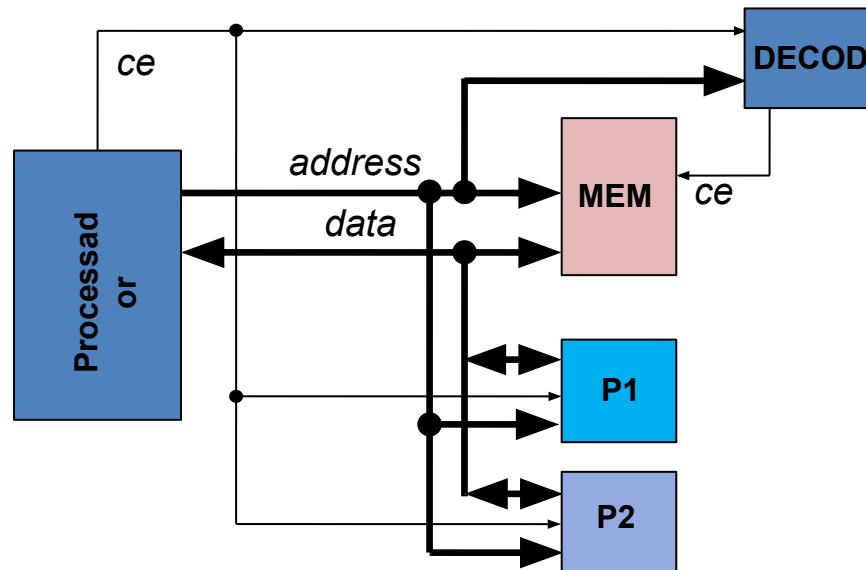 ce
DECOD
address
MEM
ce
data
Processad
or
P1
P2